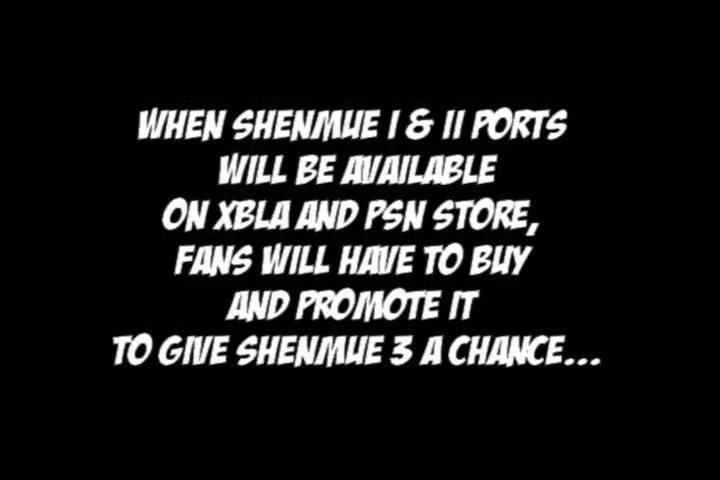 WHEN SHENMUE I & II PORTS
WILL BE AVAILABLE
ON XBLA AND PSN STORE,
FANS WILL HAVE TO BUY
AND PROMOTE IT
TO GIVE SHENMUE 3 A CHANCE...